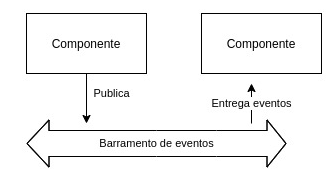 Componente
Componente
Publica
Entrega eventos
Barramento de eventos